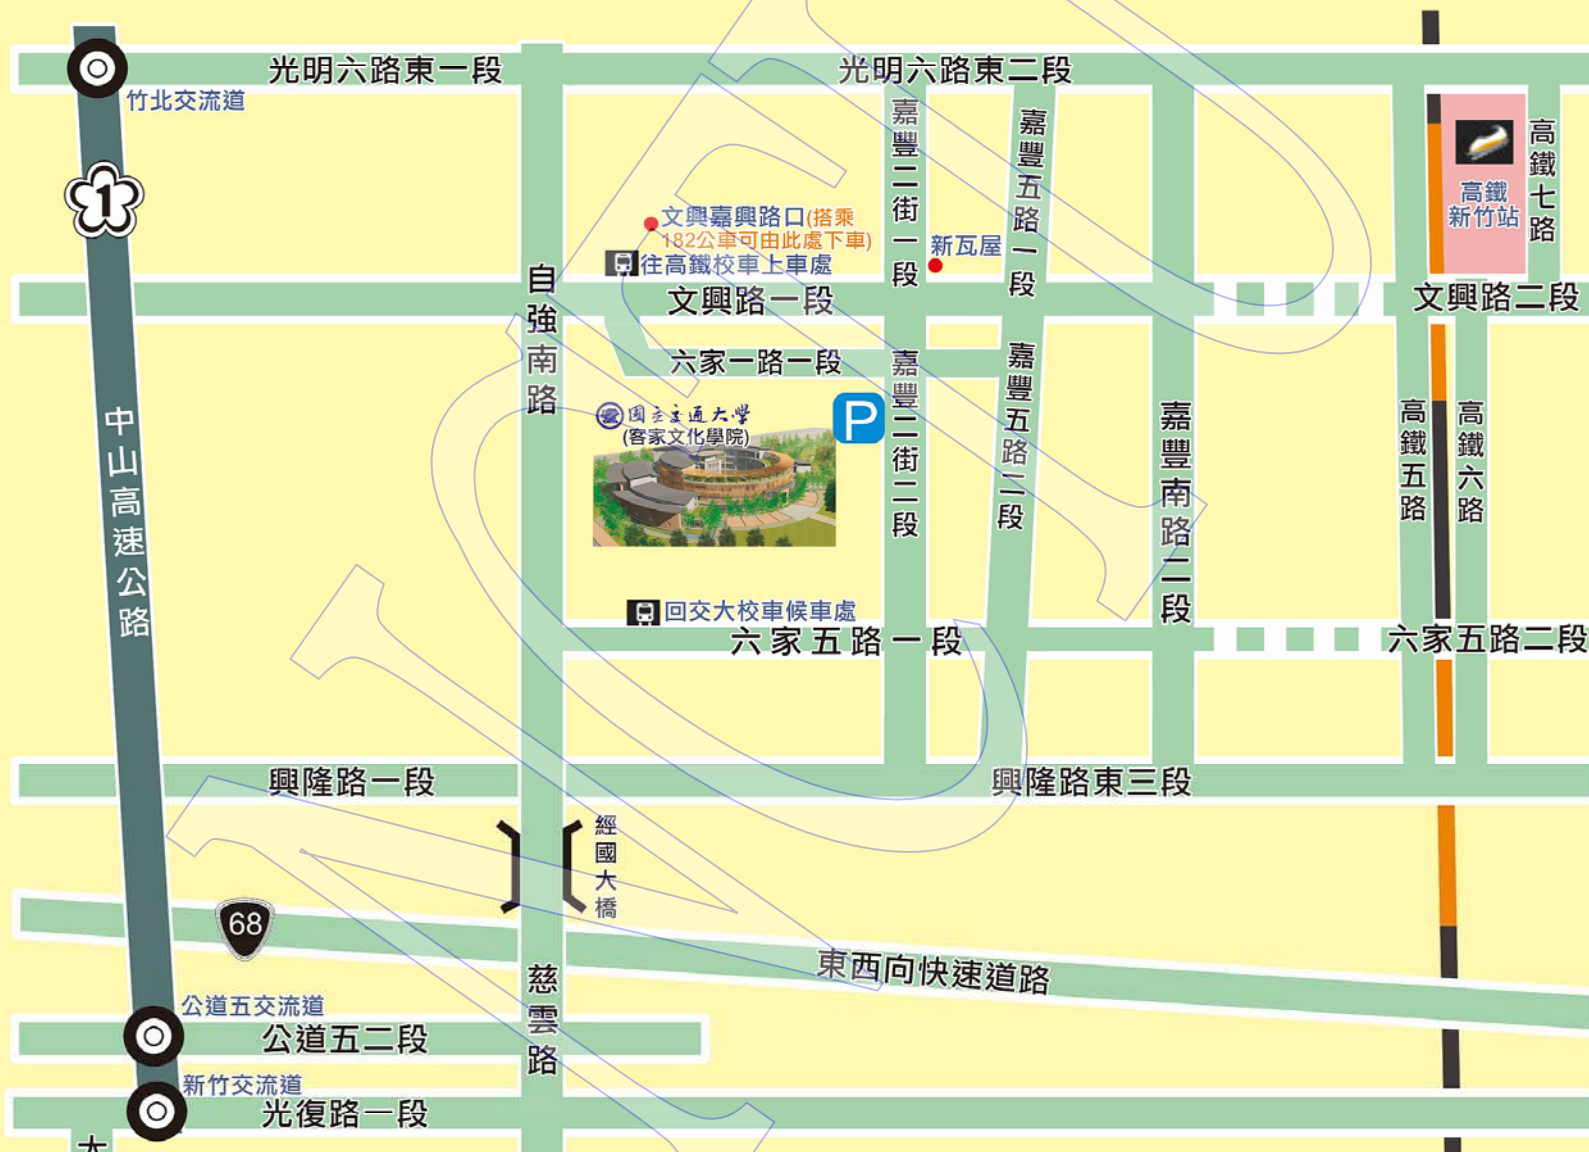 光明六路東一段
光明六路東二段
竹北交流道
1
嘉豐二街一段
嘉豐五路一段
高鐵七路
高鐵
新竹站
文興嘉興路口(搭乘
182公車可由此處下車)
往高鐵校車上車處
新瓦屋
自強南路
文興路一段
文興路二段
六家一路一段
嘉豐二街二段
嘉豐五路二段
國立交通大學
(客家文化學院)
P
中山高速公路
嘉豐南路二段
高鐵五路
高鐵六路
回交大校車候車處
六家五路一段
六家五路二段
興隆路一段
興隆路東三段
經國大橋
68
東西向快速道路
慈雲路
公道五交流道
公道五二段
新竹交流道
光復路一段